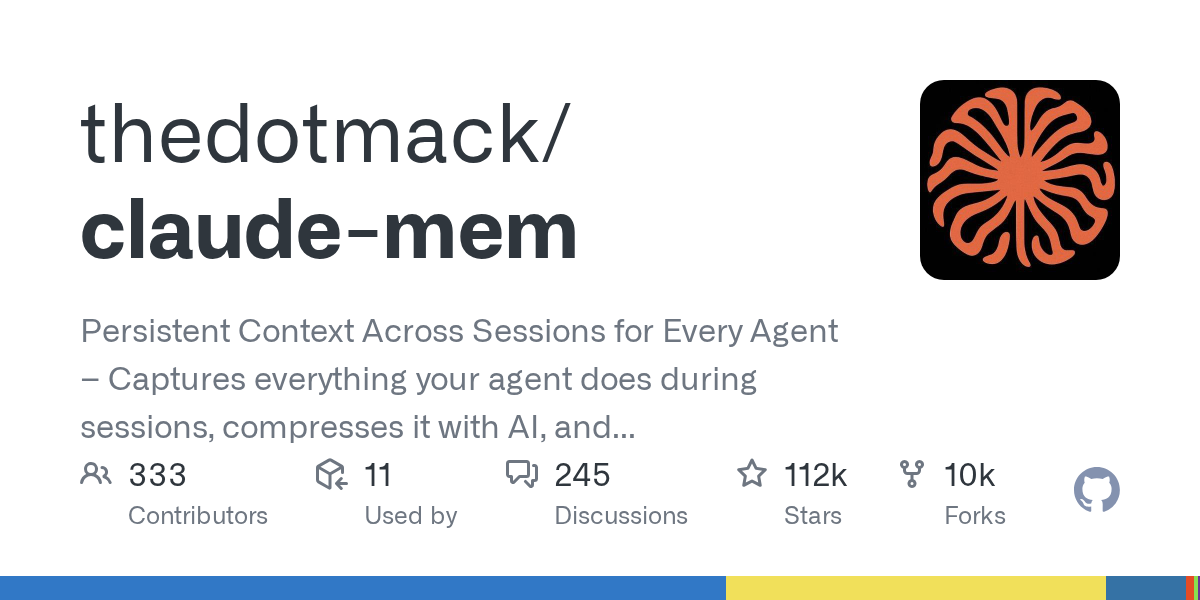 thedotmack/
claude-mem
Persistent Context Across Sessions for Every Agent
– Captures everything your agent does during
sessions, compresses it with AI, and...
333 11 245 112k 10k
Contributors Used by Discussions Stars Forks